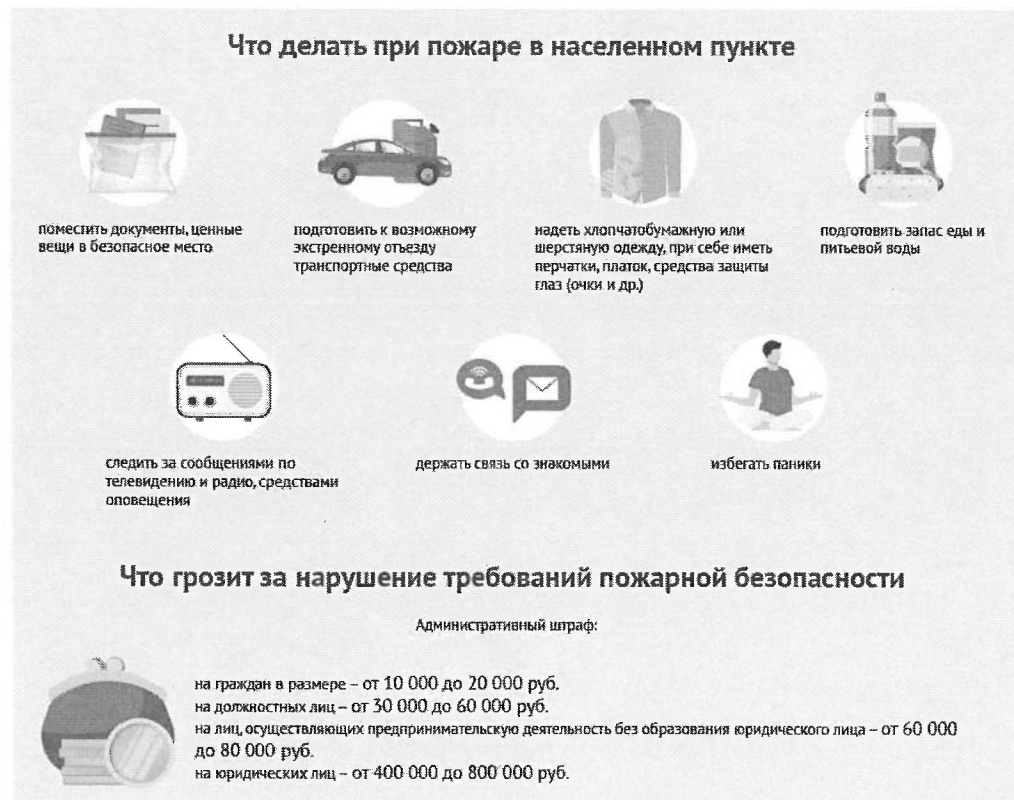 Что делать при пожаре в населенном пункте
поместить документы, ценные
вещи в безопасное место
подготовить к возможному
экстренному отъезду
транспортные средства
надеть хлопчатобумажную или
шерстяную одежду, при себе иметь
перчатки, платок, средства защиты
глаз (очки и др.)
подготовить запас еды и
питьевой воды
следить за сообщениями по
телевидению и радио, средствами
оповещения
держать связь со знакомыми
избегать паники
Что грозит за нарушение требований пожарной безопасности
Административный штраф:
на граждан в размере – от 10 000 до 20 000 руб.
на должностных лиц – от 30 000 до 60 000 руб.
на лиц, осуществляющих предпринимательскую деятельность без образования юридического лица – от 60 000
до 80 000 руб.
на юридических лиц – от 400 000 до 800 000 руб.